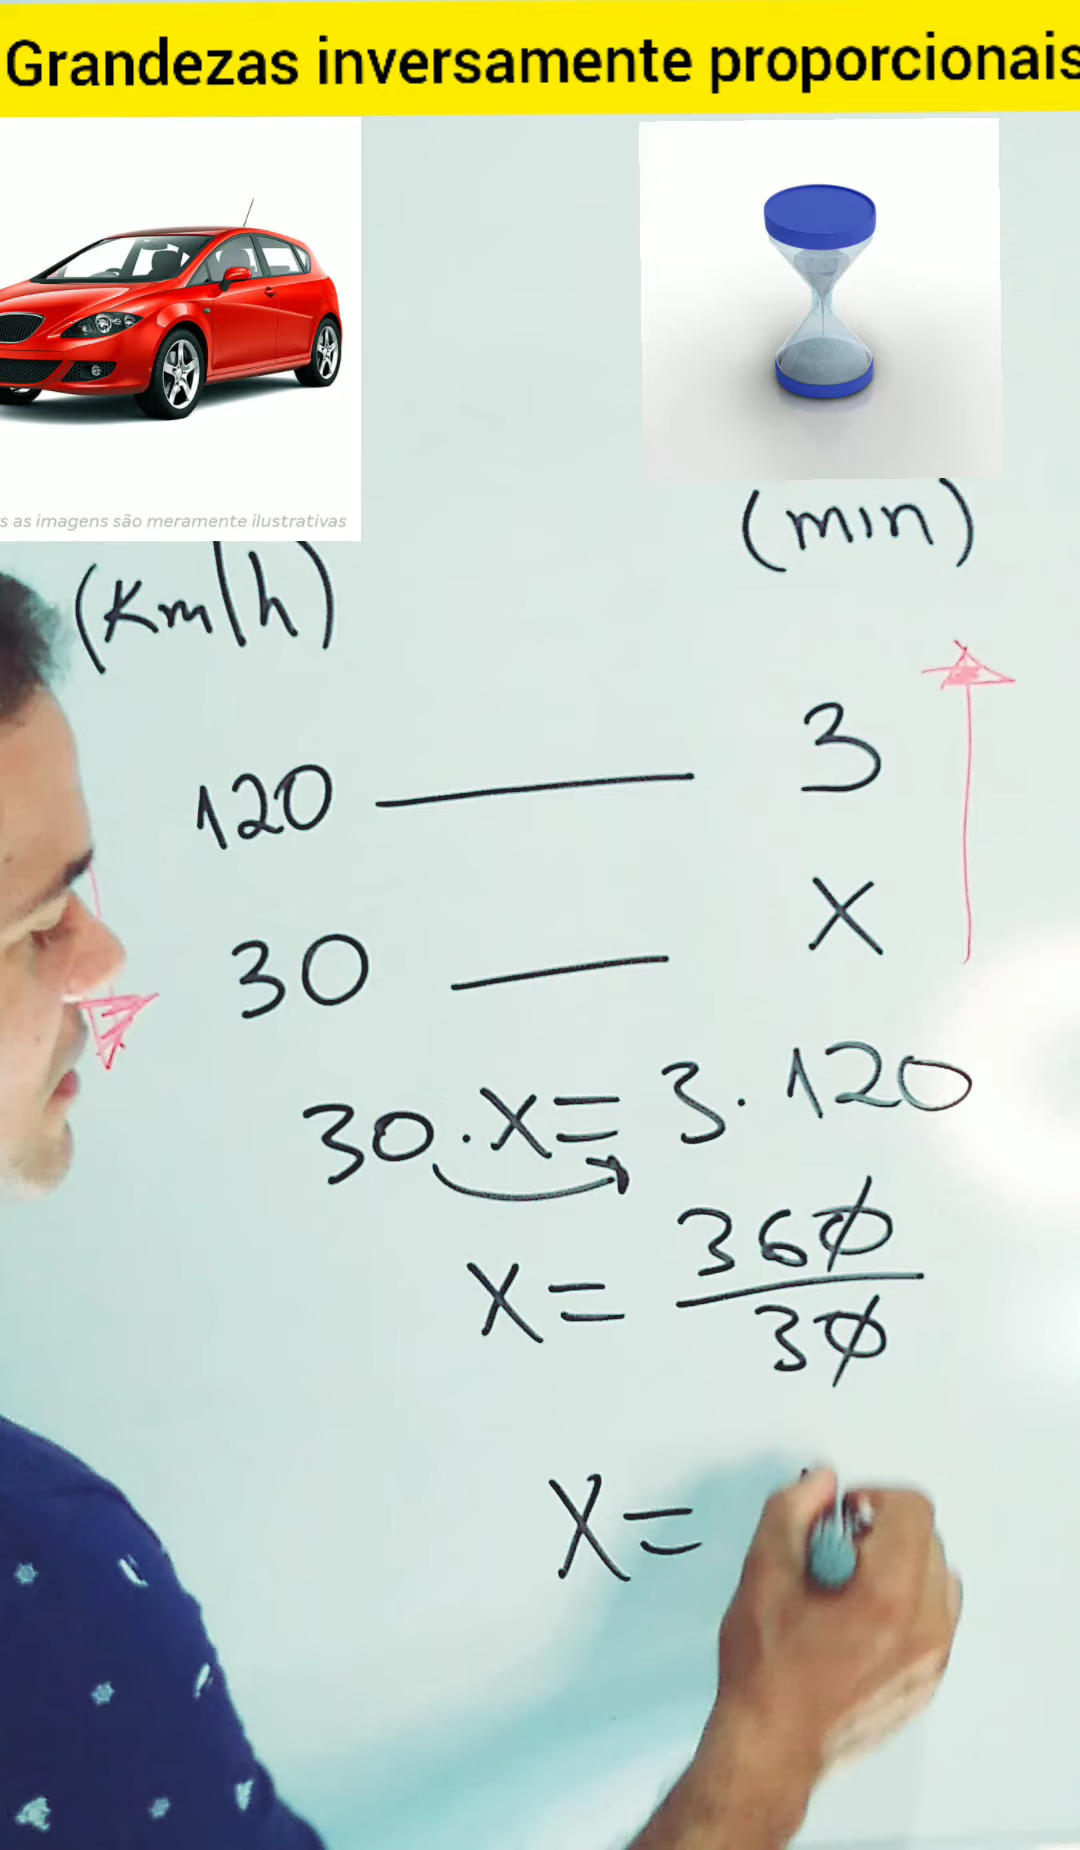 Grandezas inversamente proporcionais
s as imagens são meramente ilustrativas
(min)
(Km/h)
120 — 3
30 — x
30 . x = 3 . 120
x = 360
30
x =